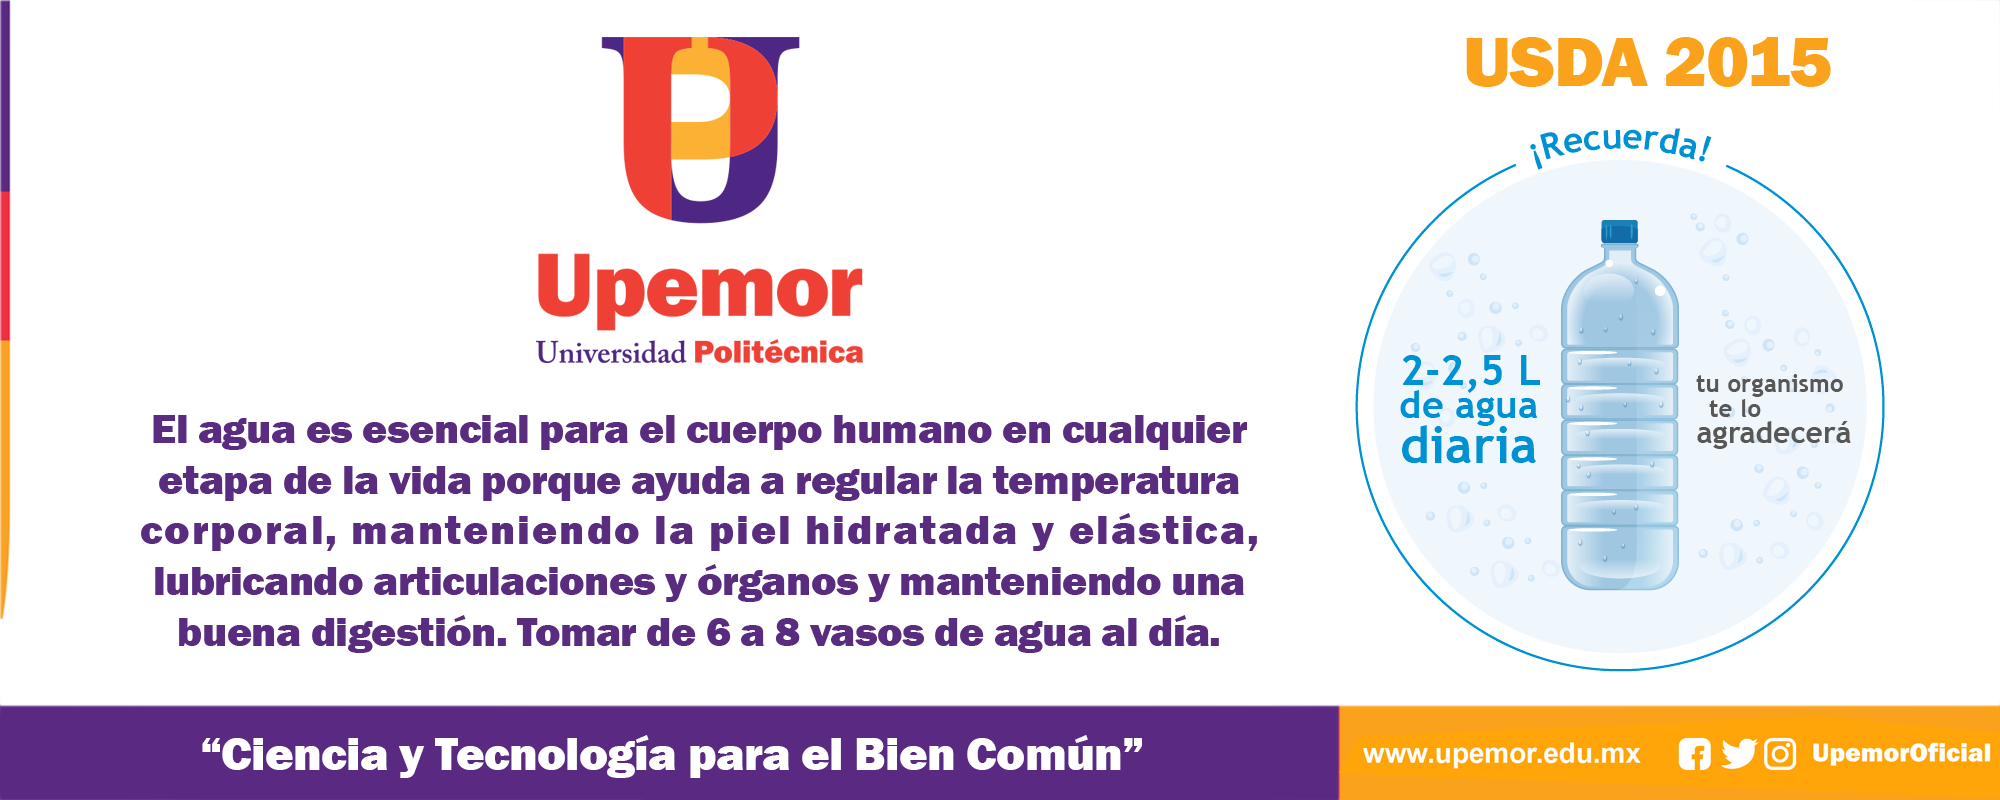 Upemor
Universidad Politécnica
El agua es esencial para el cuerpo humano en cualquier
etapa de la vida porque ayuda a regular la temperatura
corporal, manteniendo la piel hidratada y elástica,
lubricando articulaciones y órganos y manteniendo una
buena digestión. Tomar de 6 a 8 vasos de agua al día.
USDA 2015
¡Recuerda!
2-2,5 L
de agua
diaria
tu organismo
te lo
agradecerá
“Ciencia y Tecnología para el Bien Común”
www.upemor.edu.mx
UpemorOficial